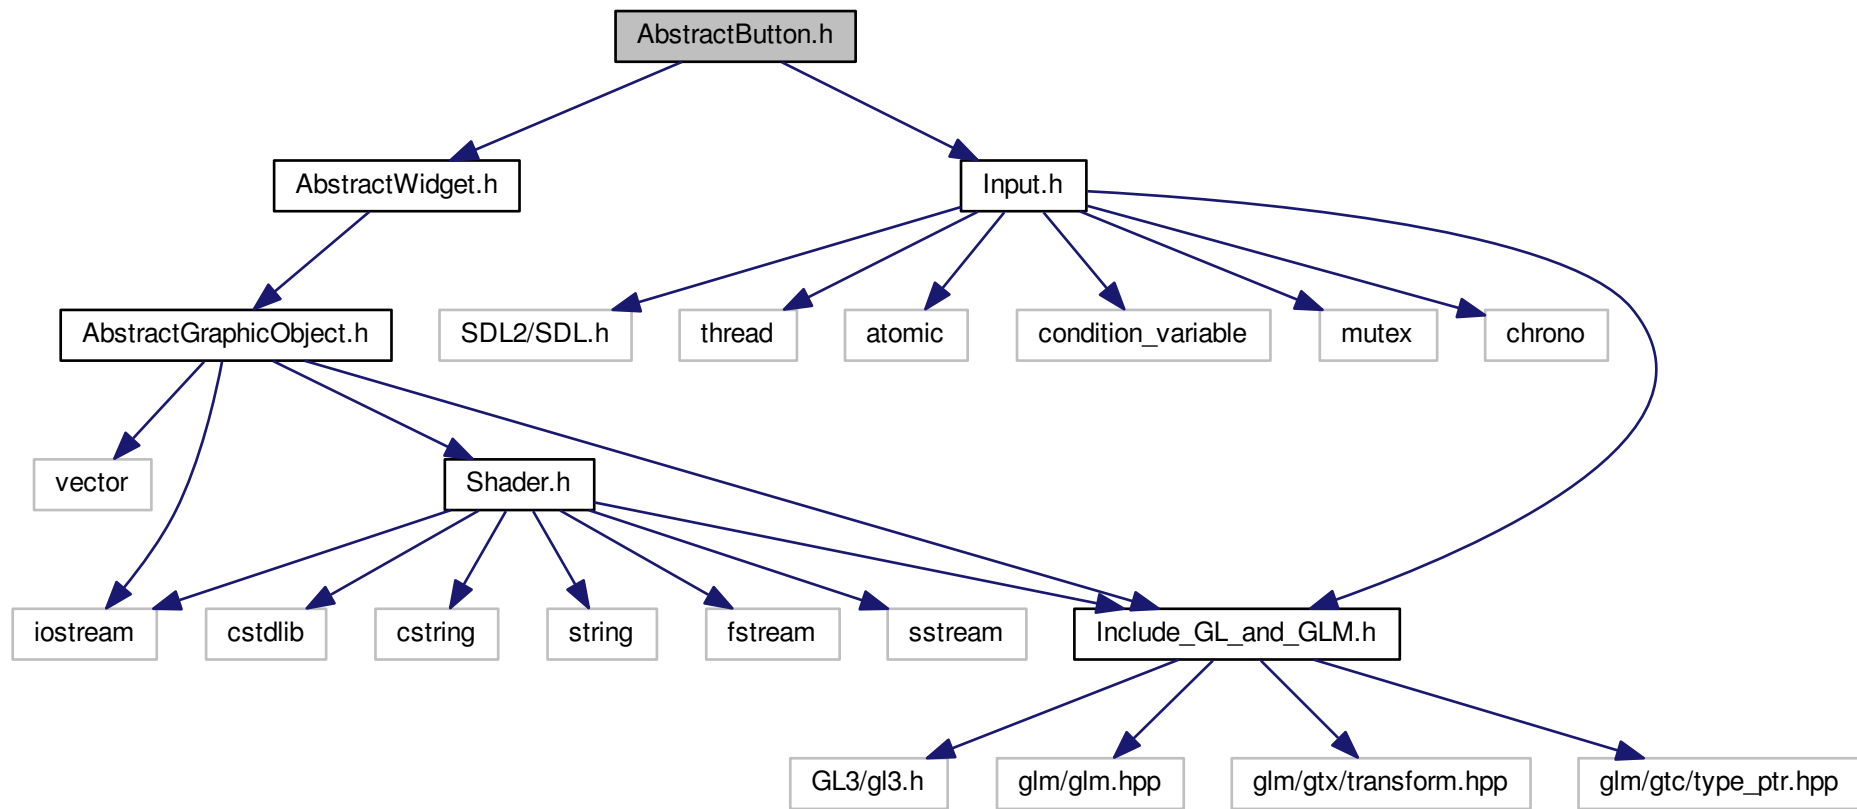 AbstractButton.h
AbstractWidget.h
Input.h
AbstractGraphicObject.h
SDL2/SDL.h
thread
atomic
condition_variable
mutex
chrono
vector
Shader.h
iostream
cstdlib
cstring
string
fstream
sstream
Include_GL_and_GLM.h
GL3/gl3.h
glm/glm.hpp
glm/gtx/transform.hpp
glm/gtc/type_ptr.hpp